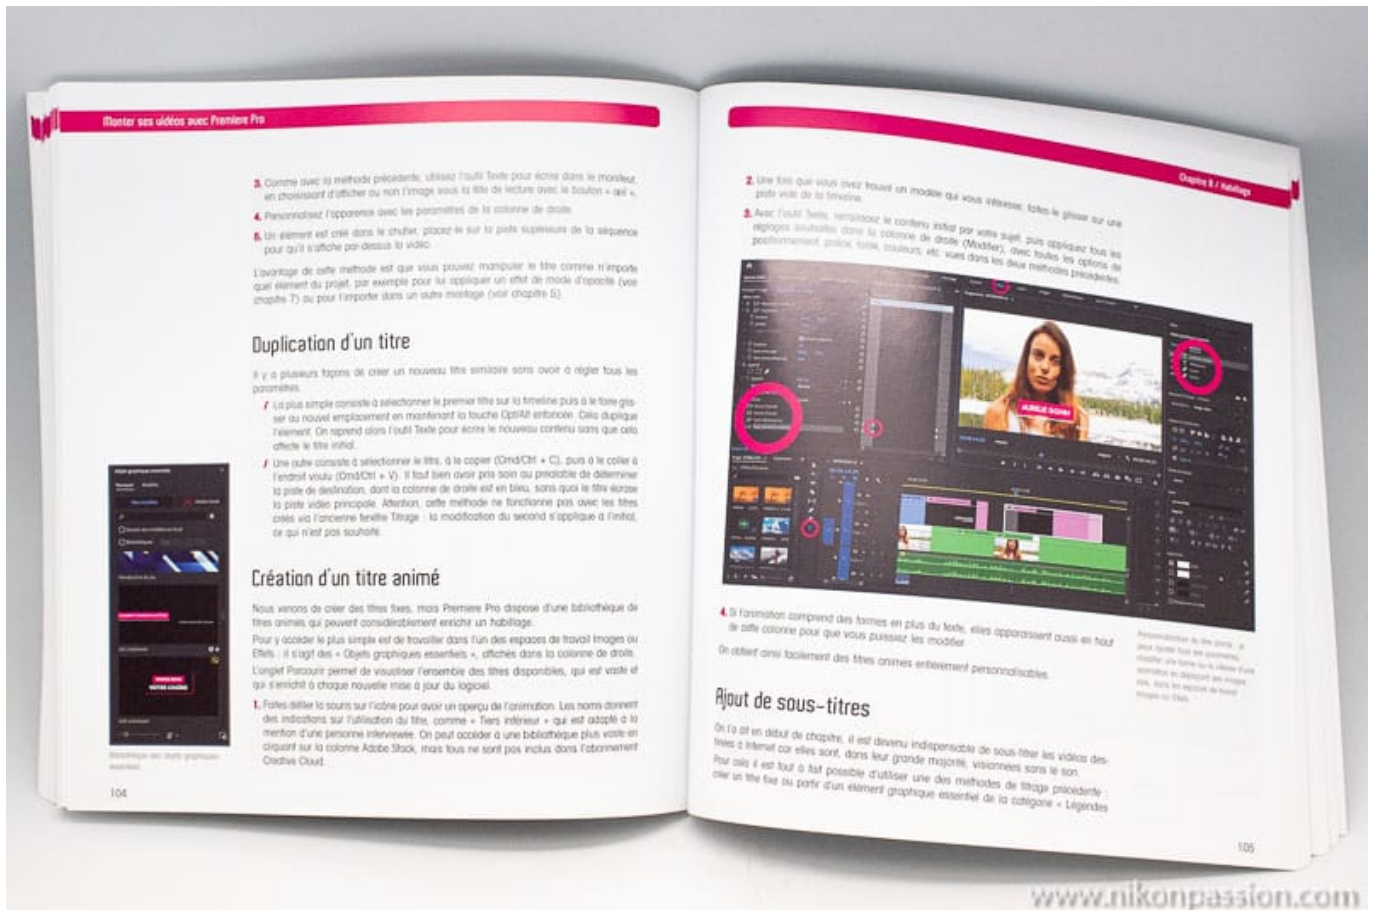 Monter ses vidéos avec Premiere Pro
3. Comme avec la méthode précédente, utilisez l'outil Texte pour écrire dans le moniteur,
en choisissant d'afficher ou non l'image sous la tête de lecture avec le bouton « œil ».
4. Personnalisez l'apparence avec les paramètres de la colonne de droite.
5. Un élément est créé dans le chutier, placez-le sur la piste supérieure de la séquence
pour qu'il s'affiche par-dessus la vidéo.
L'avantage de cette méthode est que vous pouvez manipuler le titre comme n'importe
quel élément du projet, par exemple pour lui appliquer un effet de mode d'opacité (voir
chapitre 7) ou pour l'importer dans un autre montage (voir chapitre 5).
Duplication d'un titre
Il y a plusieurs façons de créer un nouveau titre similaire sans avoir à régler tous les
paramètres.
/ La plus simple consiste à sélectionner le premier titre sur la timeline puis à le faire glis-
ser au nouvel emplacement en maintenant la touche Opt/Alt enfoncée. Cela duplique
l'élément. On reprend alors l'outil Texte pour écrire le nouveau contenu sans que cela
affecte le titre initial.
/ Une autre consiste à sélectionner le titre, à le copier (Cmd/Ctrl + C), puis à le coller à
l'endroit voulu (Cmd/Ctrl + V). Il faut bien avoir pris soin au préalable de déterminer
la piste de destination, dont la colonne de droite est en bleu, sans quoi le titre écrase
la piste vidéo principale. Attention, cette méthode ne fonctionne pas avec les titres
créés via l'ancienne fenêtre Titrage : la modification du second s'applique à l'initial,
ce qui n'est pas souhaité.
Création d'un titre animé
Nous venons de créer des titres fixes, mais Premiere Pro dispose d'une bibliothèque de
titres animés qui peuvent considérablement enrichir un habillage.
Pour y accéder le plus simple est de travailler dans l'un des espaces de travail Images ou
Effets : il s'agit des « Objets graphiques essentiels », affichés dans la colonne de droite.
L'onglet Parcourir permet de visualiser l'ensemble des titres disponibles, qui est vaste et
qui s'enrichit à chaque nouvelle mise à jour du logiciel.
1. Faites défiler la souris sur l'icône pour avoir un aperçu de l'animation. Les noms donnent
des indications sur l'utilisation du titre, comme « Tiers inférieur » qui est adapté à la
mention d'une personne interviewée. On peut accéder à une bibliothèque plus vaste en
cliquant sur la colonne Adobe Stock, mais tous ne sont pas inclus dans l'abonnement
Creative Cloud.
Bibliothèque des objets graphiques
essentiels.
104
Chapitre 8 / Habillage
2. Une fois que vous avez trouvé un modèle qui vous intéresse, faites-le glisser sur une
piste vide de la timeline.
3. Avec l'outil Texte, remplacez le contenu initial par votre sujet, puis appliquez tous les
réglages souhaités dans la colonne de droite (Modifier), avec toutes les options de
positionnement, police, taille, couleurs, etc. vues dans les deux méthodes précédentes.
4. Si l'animation comprend des formes en plus du texte, elles apparaissent aussi en haut
de cette colonne pour que vous puissiez les modifier.
On obtient ainsi facilement des titres animés entièrement personnalisables.
Ajout de sous-titres
On l'a dit en début de chapitre, il est devenu indispensable de sous-titrer les vidéos des-
tinées à Internet car elles sont, dans leur grande majorité, visionnées sans le son.
Pour cela il est tout à fait possible d'utiliser une des méthodes de titrage précédente :
créer un titre fixe ou partir d'un élément graphique essentiel de la catégorie « Légendes
105
www.nikonpassion.com